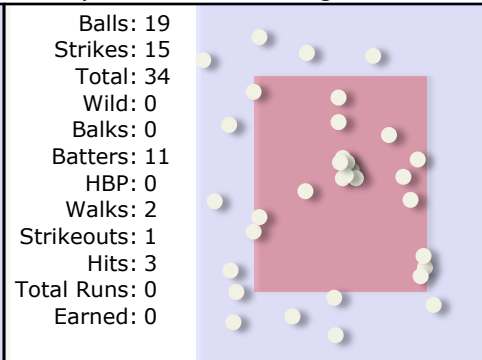 Balls: 19
Strikes: 15
Total: 34
Wild: 0
Balks: 0
Batters: 11
HBP: 0
Walks: 2
Strikeouts: 1
Hits: 3
Total Runs: 0
Earned: 0